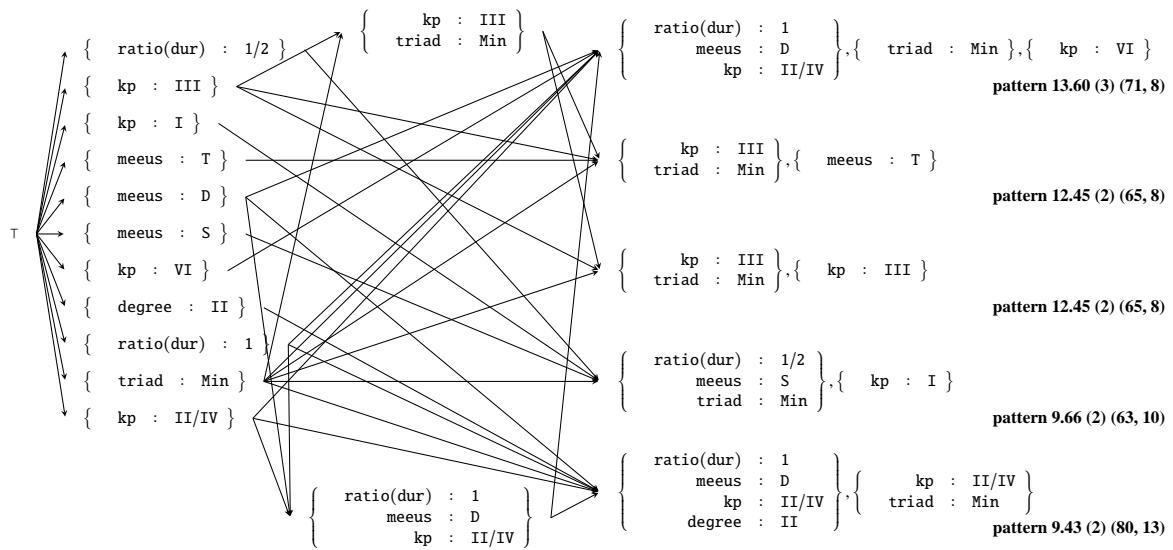 ⊤
{ ratio(dur) : 1/2 }
{ kp : III }
{ kp : I }
{ meeus : T }
{ meeus : D }
{ meeus : S }
{ kp : VI }
{ degree : II }
{ ratio(dur) : 1 }
{ triad : Min }
{ kp : II/IV }
{ kp : III
triad : Min }
{ ratio(dur) : 1
meeus : D
kp : II/IV }
{ ratio(dur) : 1
meeus : D
kp : II/IV },{ triad : Min },{ kp : VI }
pattern 13.60 (3) (71, 8)
{ kp : III
triad : Min },{ meeus : T }
pattern 12.45 (2) (65, 8)
{ kp : III
triad : Min },{ kp : III }
pattern 12.45 (2) (65, 8)
{ ratio(dur) : 1/2
meeus : S
triad : Min },{ kp : I }
pattern 9.66 (2) (63, 10)
{ ratio(dur) : 1
meeus : D
kp : II/IV
degree : II },{ kp : II/IV
triad : Min }
pattern 9.43 (2) (80, 13)